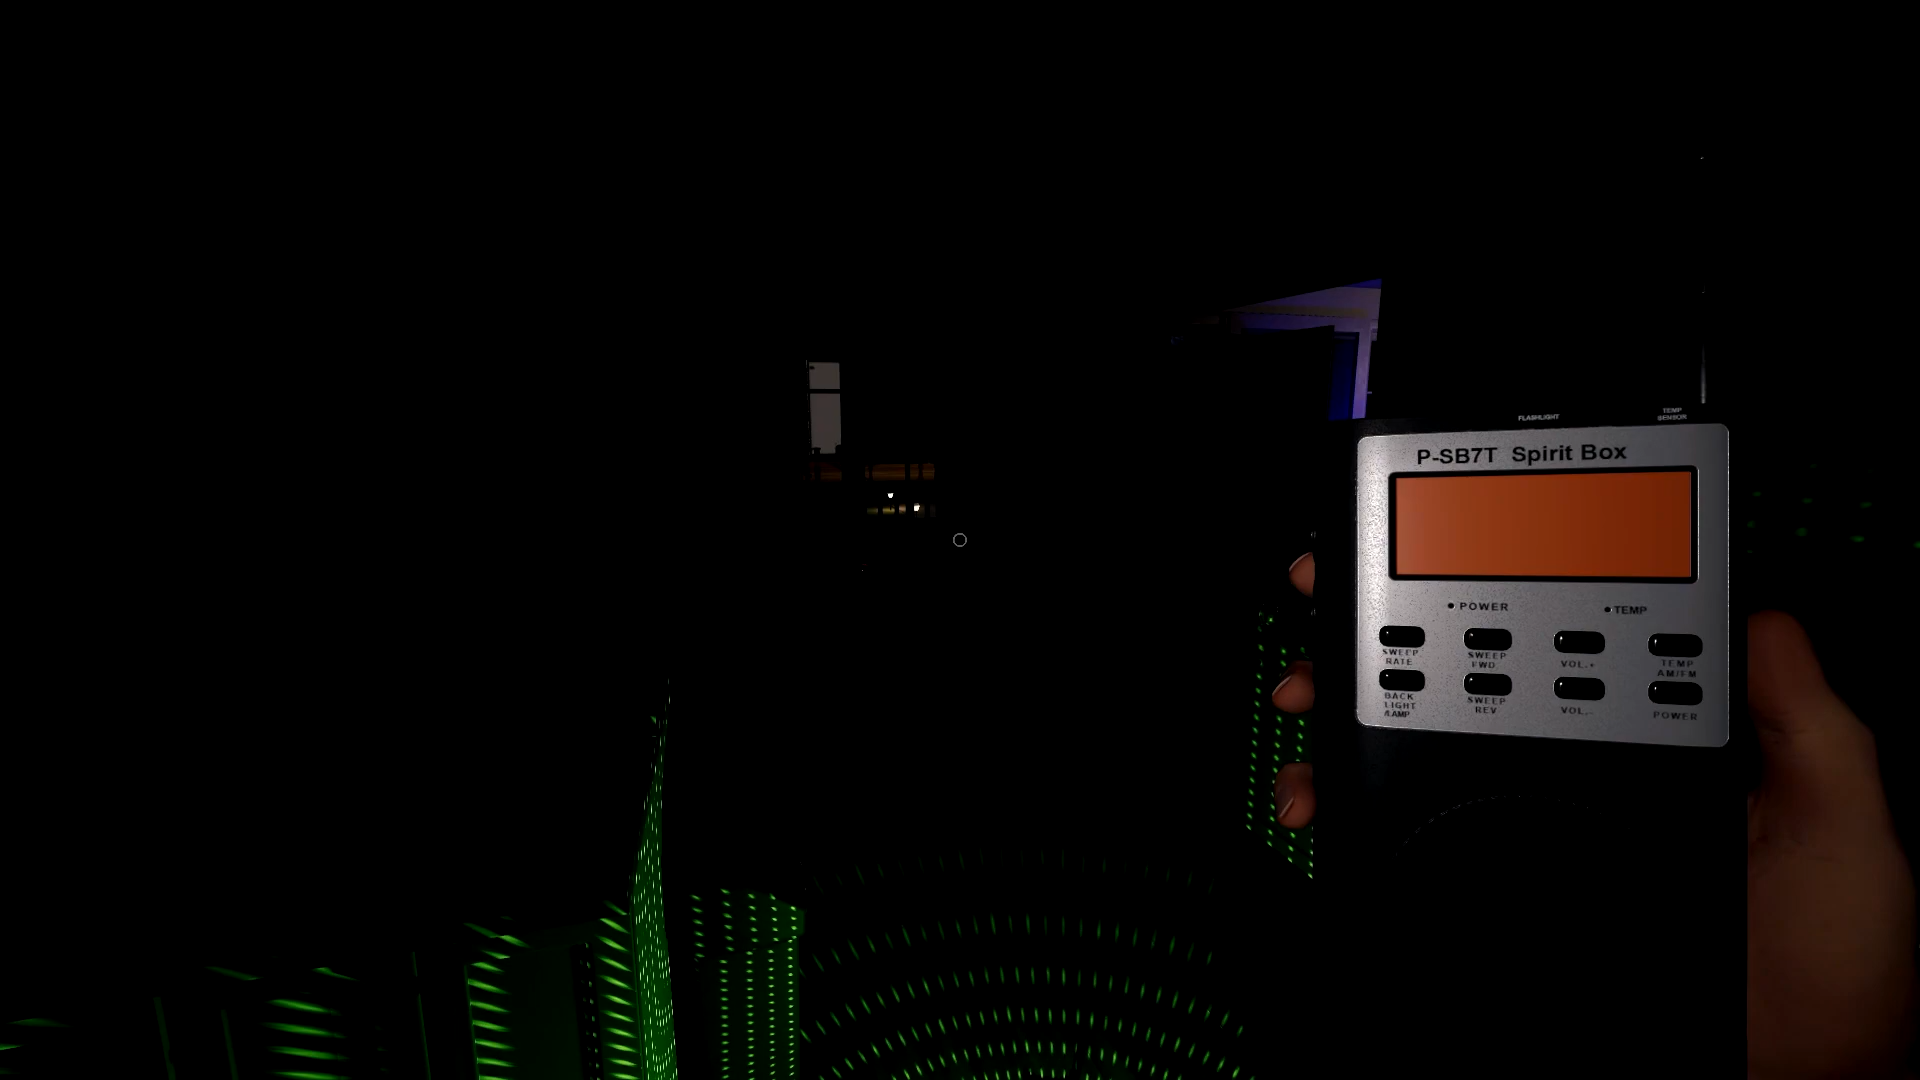 FLASHLIGHT
TEMP
SENSOR
P-SB7T Spirit Box
POWER
TEMP
SWEEP
RATE
SWEEP
FWD
VOL.+
TEMP
AM/FM
BACK
LIGHT
/LAMP
SWEEP
REV
VOL.-
POWER